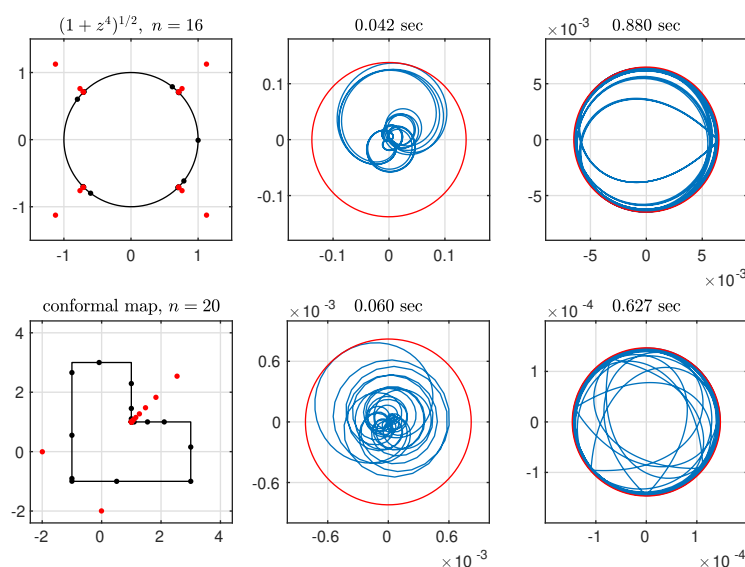 (1 + z^4)^{1/2}, n = 16
1
0
-1
-1 0 1
0.042 sec
0.1
0
-0.1
-0.1 0 0.1
0.880 sec
× 10^{-3}
5
0
-5
-5 0 5
× 10^{-3}
conformal map, n = 20
4
2
0
-2
-2 0 2 4
0.060 sec
× 10^{-3}
0.6
0
-0.6
-0.6 0 0.6
× 10^{-3}
0.627 sec
× 10^{-4}
1
0
-1
-1 0 1
× 10^{-4}